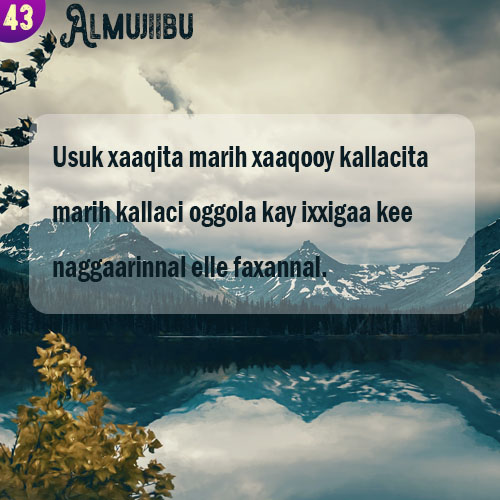 43
ALMUJIIBU
Usuk xaaqita marih xaaqooy kallacita
marih kallaci oggola kay ixxigaa kee
naggaarinnal elle faxannal.